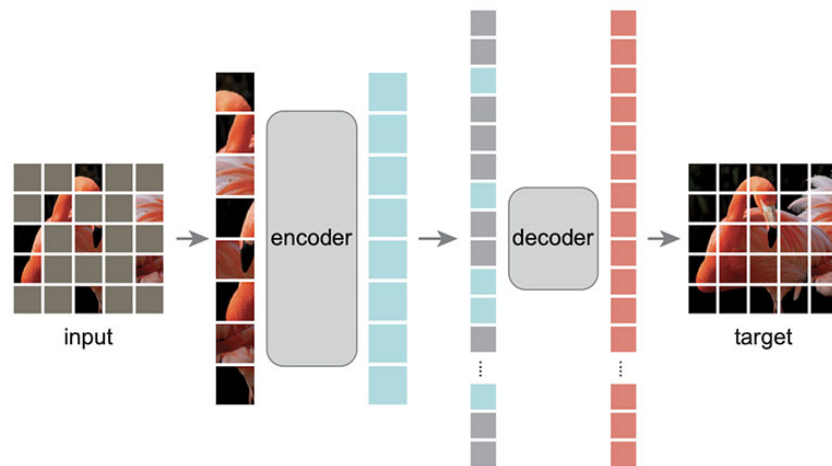 input
encoder
decoder
target